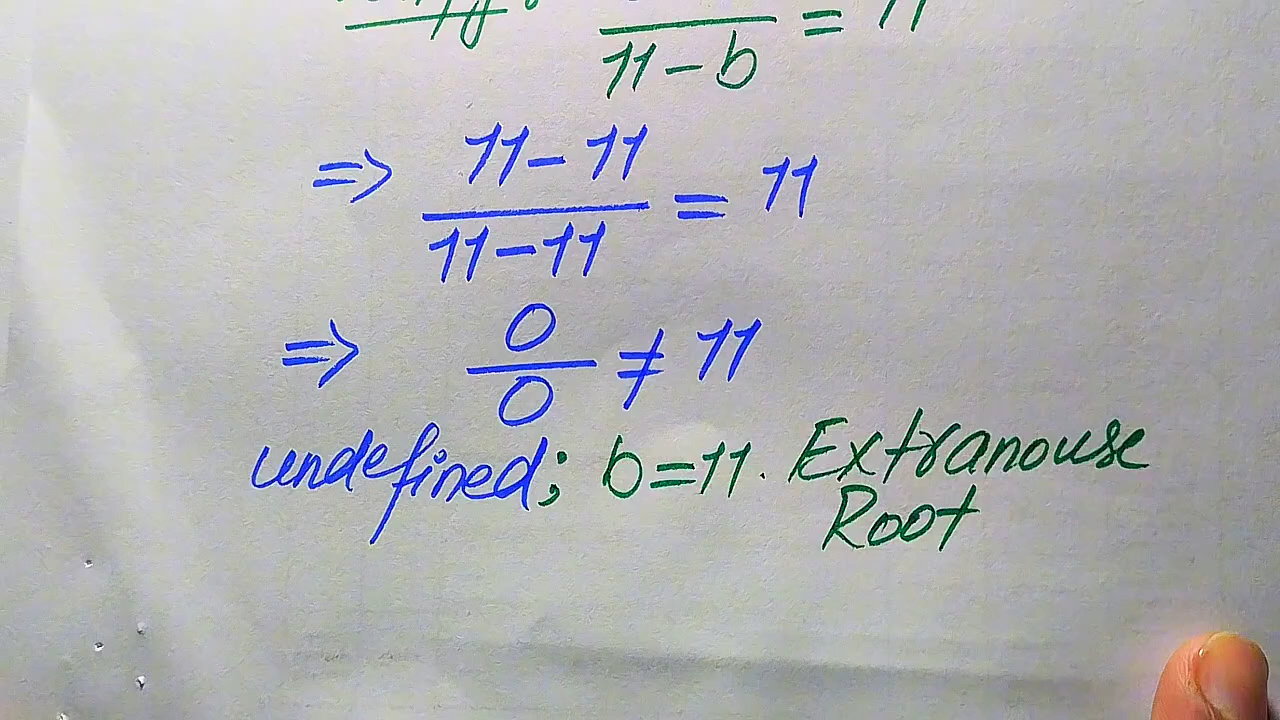 11 - b = 11
=> 11 - 11 / 11 - 11 = 11
=> 0 / 0 ≠ 11
undefined; b = 11. Extranouse
Root